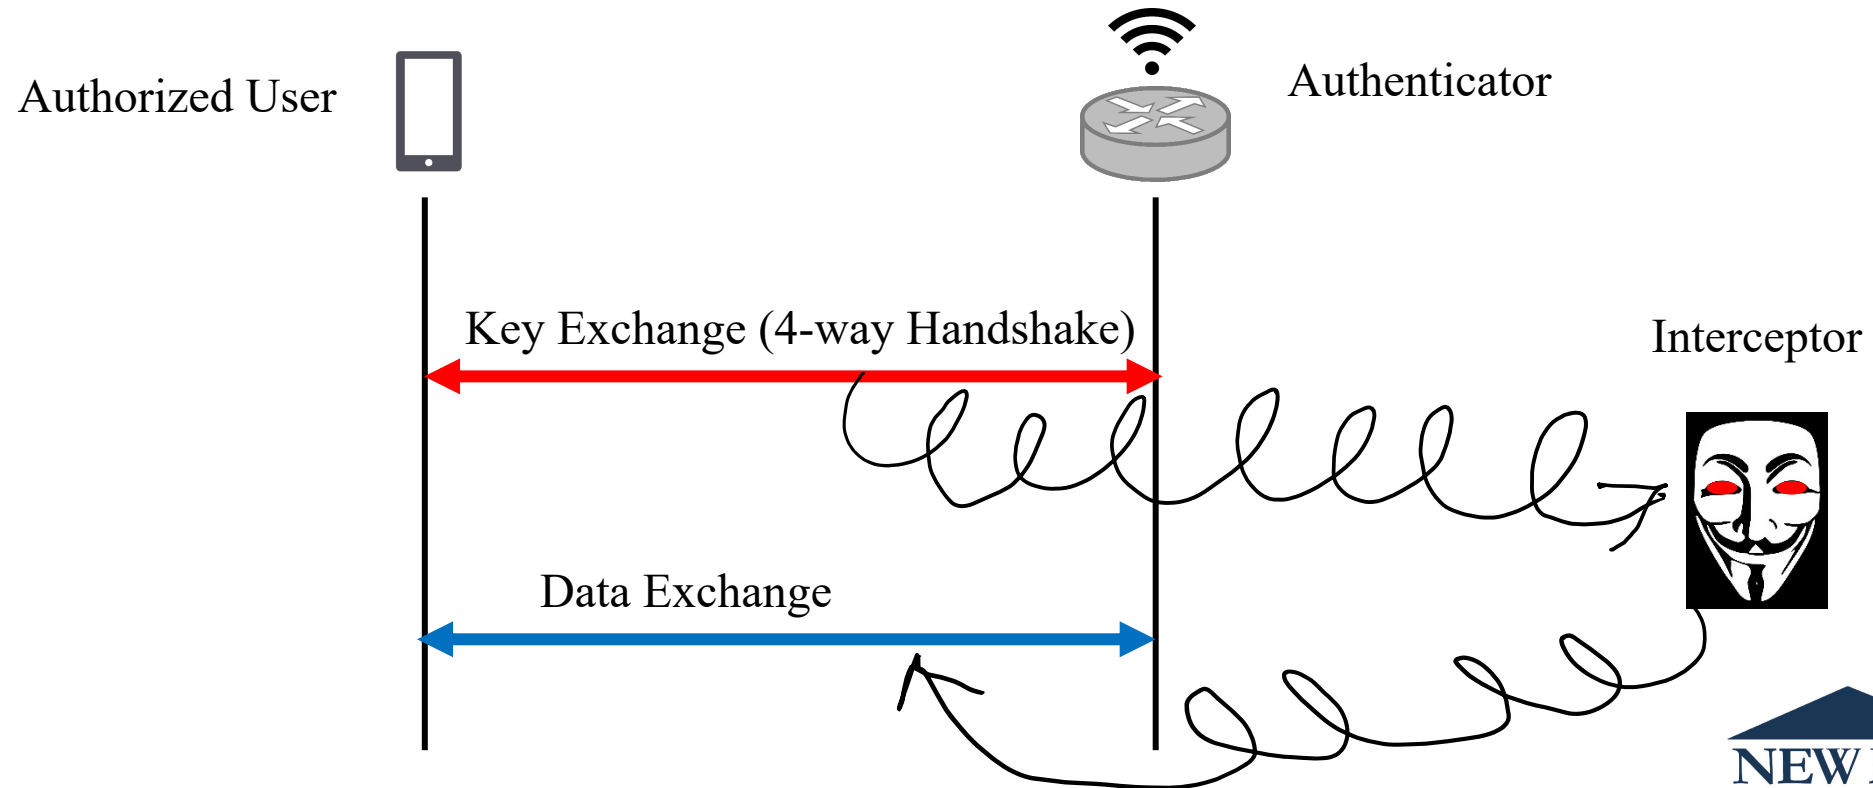 Authorized User
Authenticator
Key Exchange (4-way Handshake)
Interceptor
Data Exchange
NEW